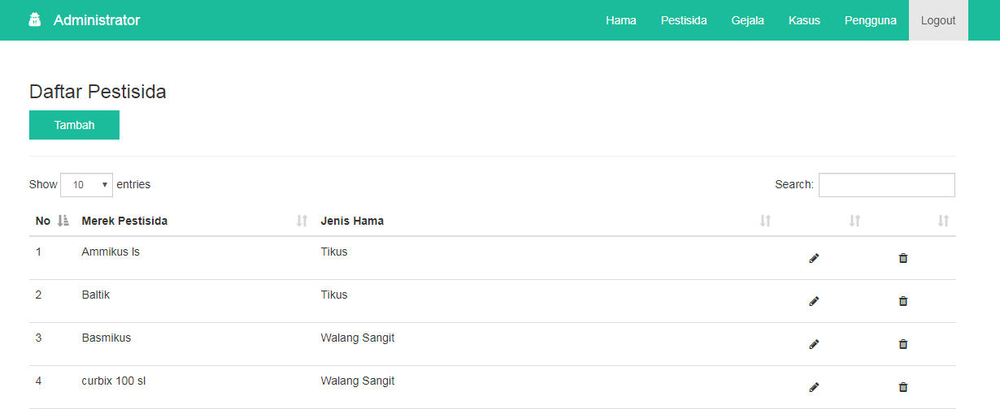 Administrator Hama Pestisida Gejala Kasus Pengguna Logout
Daftar Pestisida
Tambah
Show 10 entries Search:
No Merek Pestisida Jenis Hama
1 Ammikus ls Tikus
2 Baltik Tikus
3 Basmikus Walang Sangit
4 curbix 100 sl Walang Sangit